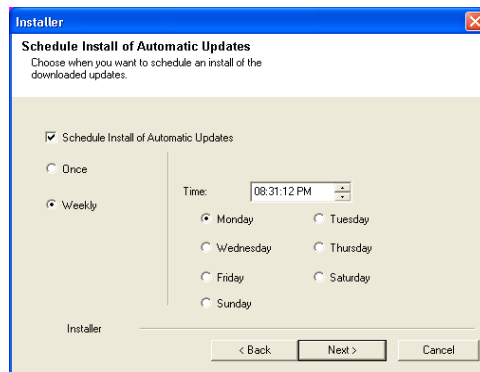 Installer
Schedule Install of Automatic Updates
Choose when you want to schedule an install of the
downloaded updates.
Schedule Install of Automatic Updates
Once
Weekly
Time: 08:31:12 PM
Monday Tuesday
Wednesday Thursday
Friday Saturday
Sunday
Installer
< Back Next > Cancel